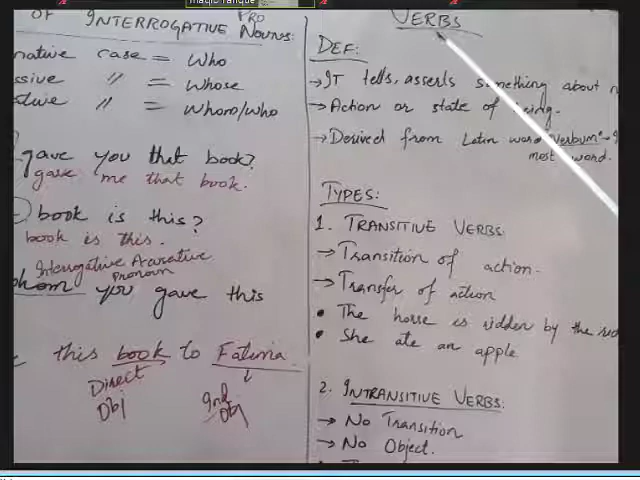 OF INTERROGATIVE PRO NOUNS:
native case = Who
ssive " = Whose
" = Whom/Who
gave you that book?
gave me that book.
book is this?
book is this.
Interrogative Accusative
Pronoun
you gave this
this book to Fatima.
Direct Obj
Ind Obj
VERBS
DEF:
→ IT tells, asserts something about
→ Action or state of being.
→ Derived from Latin word "verbum"
most word.
TYPES:
1. TRANSITIVE VERBS:
→ Transition of action.
→ Transfer of action
• The horse is ridden by the
• She ate an apple
2. INTRANSITIVE VERBS:
→ No Transition
→ No Object.